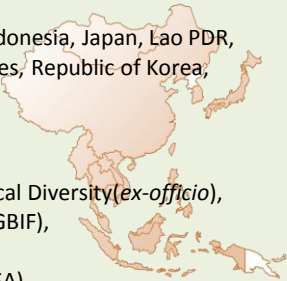 donesia, Japan, Lao PDR,
es, Republic of Korea,
cal Diversity(ex-officio),
GBIF),